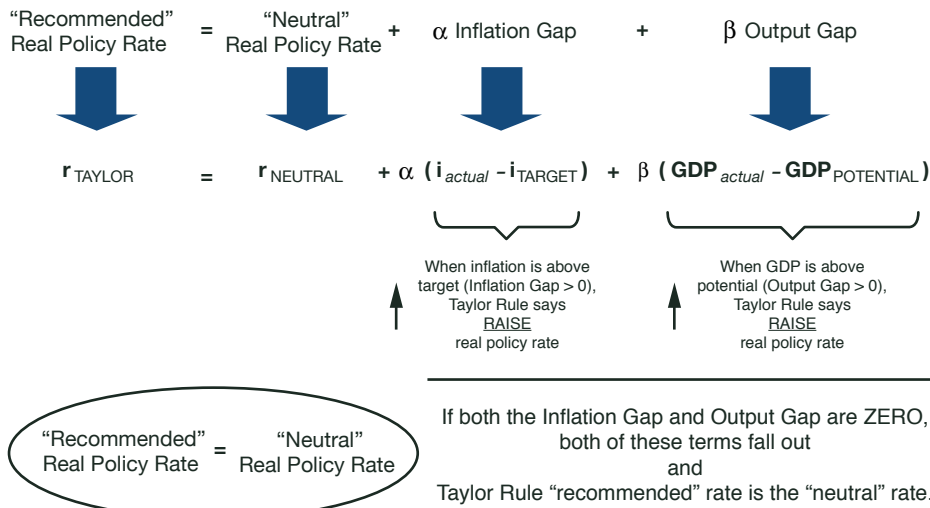 “Recommended” Real Policy Rate = “Neutral” Real Policy Rate + α Inflation Gap + β Output Gap
r TAYLOR = r NEUTRAL + α ( i actual - i TARGET ) + β ( GDP actual - GDP POTENTIAL )
When inflation is above
target (Inflation Gap > 0),
Taylor Rule says
RAISE
real policy rate
When GDP is above
potential (Output Gap > 0),
Taylor Rule says
RAISE
real policy rate
“Recommended” Real Policy Rate = “Neutral” Real Policy Rate
If both the Inflation Gap and Output Gap are ZERO,
both of these terms fall out
and
Taylor Rule “recommended” rate is the “neutral” rate.